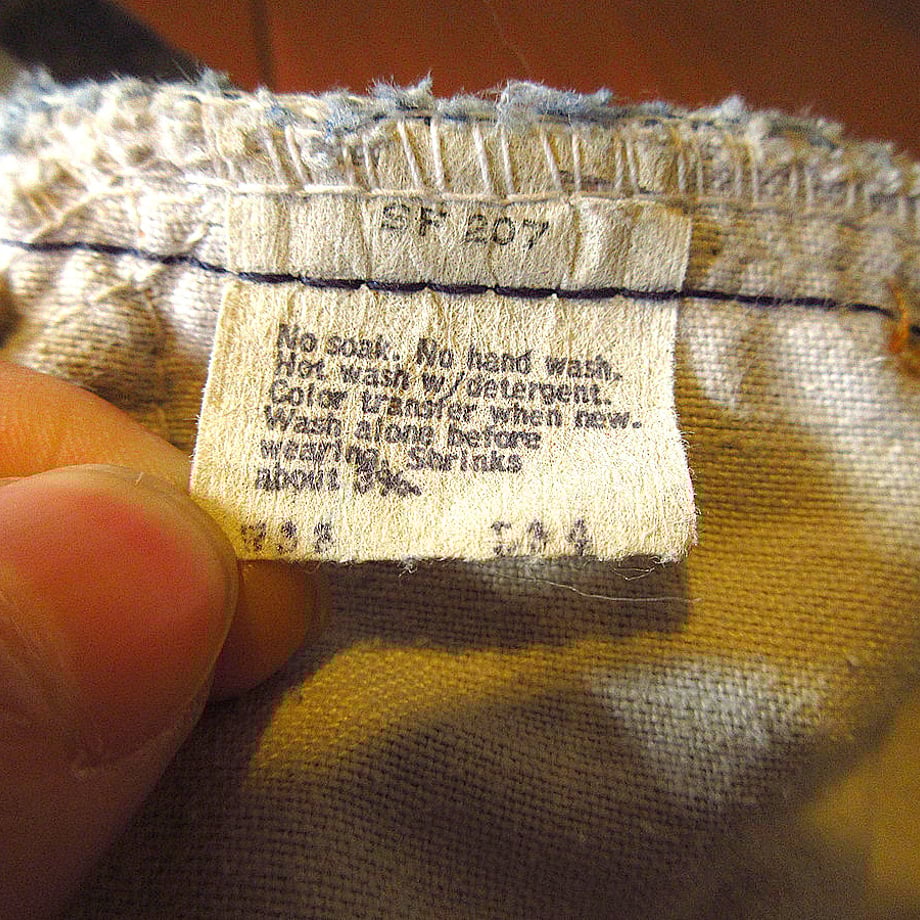 SF 207
No soak. No hand wash.
Hot wash w/detergent.
Color transfer when new.
Wash alone before
wearing. Shrinks
about